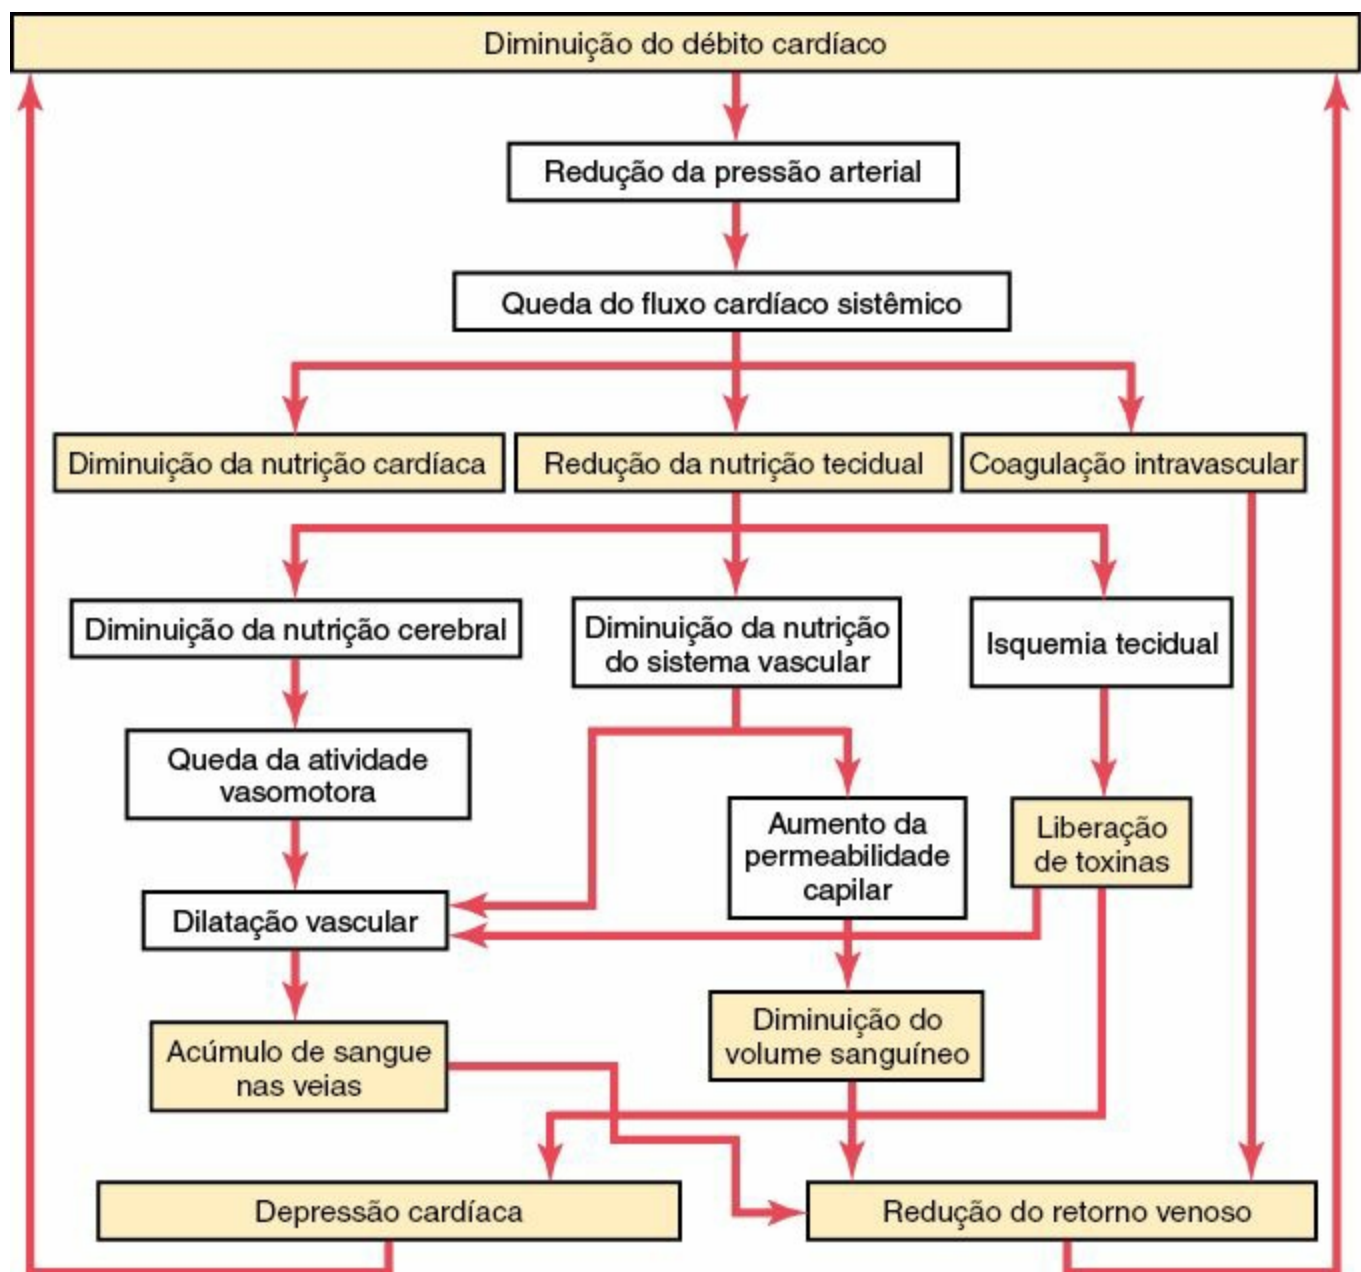 Diminuição do débito cardíaco
Redução da pressão arterial
Queda do fluxo cardíaco sistêmico
Diminuição da nutrição cardíaca
Redução da nutrição tecidual
Coagulação intravascular
Diminuição da nutrição cerebral
Diminuição da nutrição
do sistema vascular
Isquemia tecidual
Queda da atividade
vasomotora
Aumento da
permeabilidade
capilar
Liberação
de toxinas
Dilatação vascular
Acúmulo de sangue
nas veias
Diminuição do
volume sanguíneo
Depressão cardíaca
Redução do retorno venoso